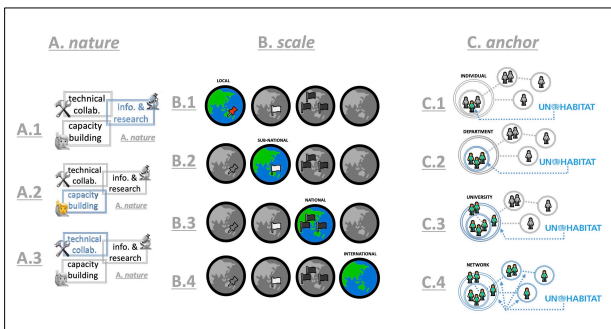 A. nature
B. scale
C. anchor
A.1
technical
collab.
info. &
research
capacity
building
A. nature
A.2
technical
collab.
info. &
research
capacity
building
A. nature
A.3
technical
collab.
info. &
research
capacity
building
A. nature
B.1
LOCAL
B.2
SUB-NATIONAL
B.3
NATIONAL
B.4
INTERNATIONAL
C.1
INDIVIDUAL
UN HABITAT
C.2
DEPARTMENT
UN HABITAT
C.3
UNIVERSITY
UN HABITAT
C.4
NETWORK
UN HABITAT